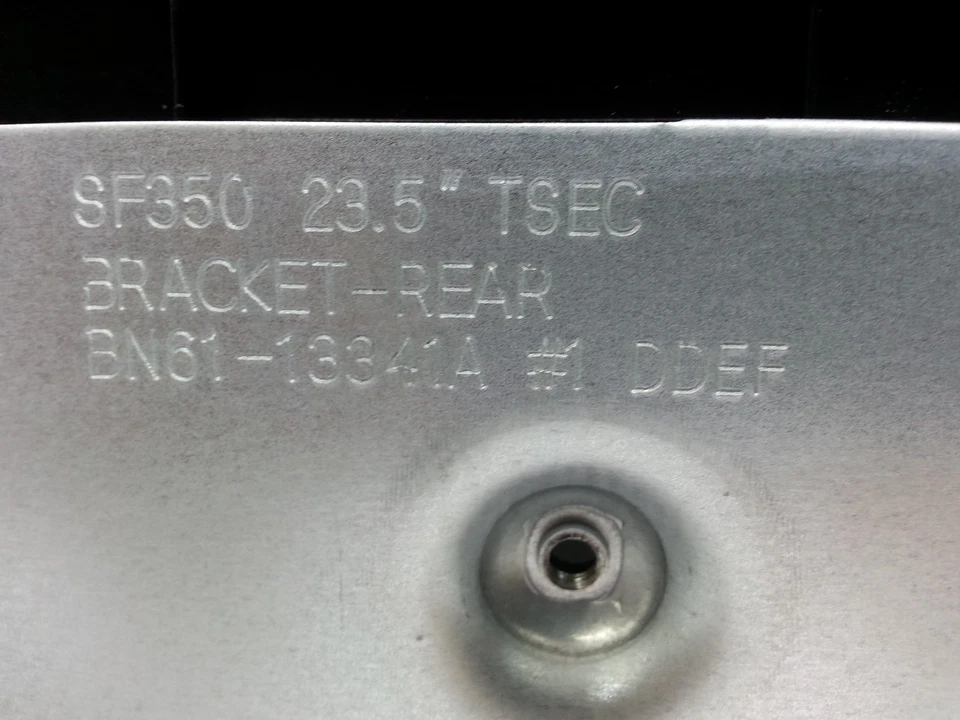 SF350 23.5" TSEC
BRACKET-REAR
BN61-13341A #1 DDEF